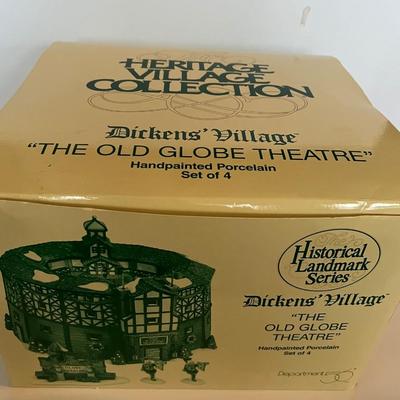 HERITAGE
VILLAGE
COLLECTION
Dickens' Village
"THE OLD GLOBE THEATRE"
Handpainted Porcelain
Set of 4
Historical
Landmark
Series
Dickens' Village
"THE
OLD GLOBE
THEATRE"
Handpainted Porcelain
Set of 4
Department 56